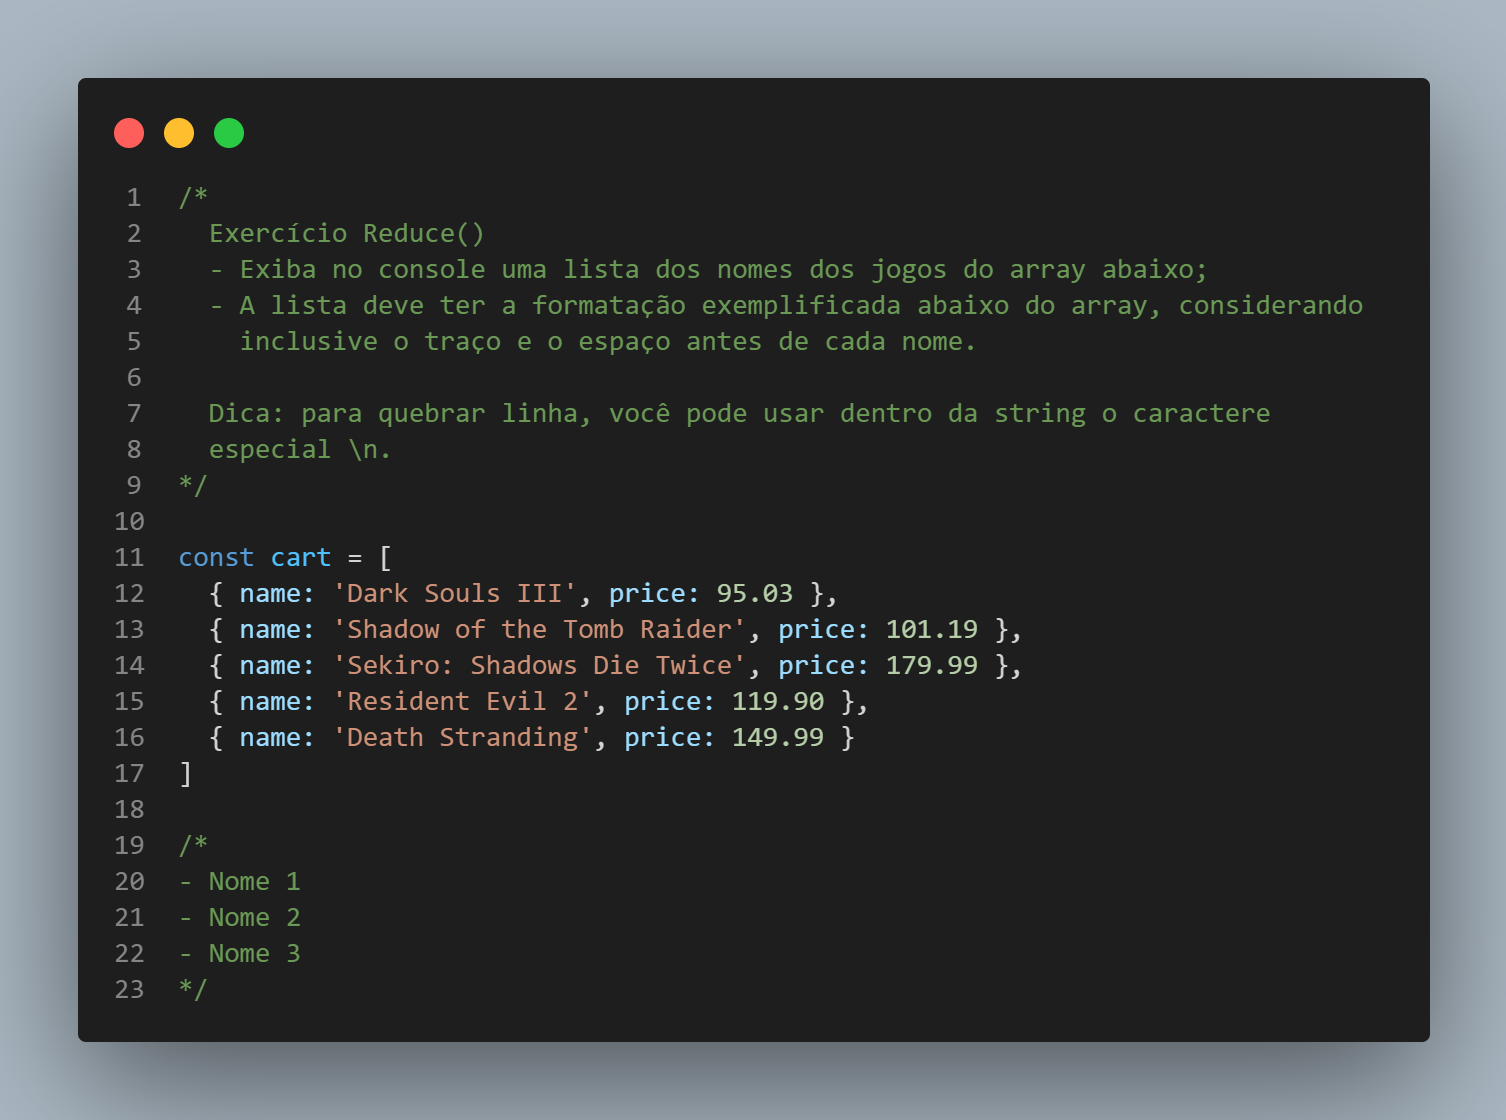 1 /*
2   Exercício Reduce()
3   - Exiba no console uma lista dos nomes dos jogos do array abaixo;
4   - A lista deve ter a formatação exemplificada abaixo do array, considerando
5     inclusive o traço e o espaço antes de cada nome.
6
7   Dica: para quebrar linha, você pode usar dentro da string o caractere
8   especial \n.
9 */
10
11 const cart = [
12   { name: 'Dark Souls III', price: 95.03 },
13   { name: 'Shadow of the Tomb Raider', price: 101.19 },
14   { name: 'Sekiro: Shadows Die Twice', price: 179.99 },
15   { name: 'Resident Evil 2', price: 119.90 },
16   { name: 'Death Stranding', price: 149.99 }
17 ]
18
19 /*
20 - Nome 1
21 - Nome 2
22 - Nome 3
23 */